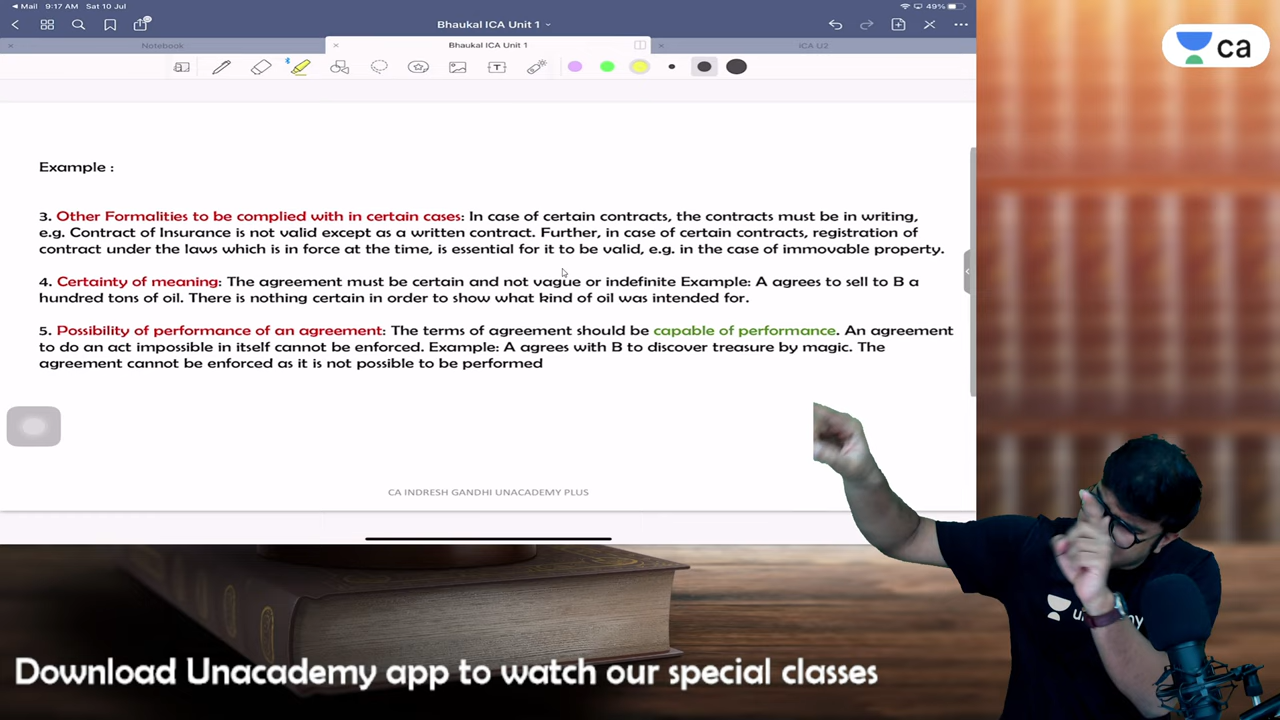 Mail 9:17 AM Sat 10 Jul
49%
Bhaukal ICA Unit 1
Notebook
Bhaukal ICA Unit 1
ICA U2
ca
Example :
3. Other Formalities to be complied with in certain cases: In case of certain contracts, the contracts must be in writing,
e.g. Contract of Insurance is not valid except as a written contract. Further, in case of certain contracts, registration of
contract under the laws which is in force at the time, is essential for it to be valid, e.g. in the case of immovable property.
4. Certainty of meaning: The agreement must be certain and not vague or indefinite Example: A agrees to sell to B a
hundred tons of oil. There is nothing certain in order to show what kind of oil was intended for.
5. Possibility of performance of an agreement: The terms of agreement should be capable of performance. An agreement
to do an act impossible in itself cannot be enforced. Example: A agrees with B to discover treasure by magic. The
agreement cannot be enforced as it is not possible to be performed
CA INDRESH GANDHI UNACADEMY PLUS
Download Unacademy app to watch our special classes